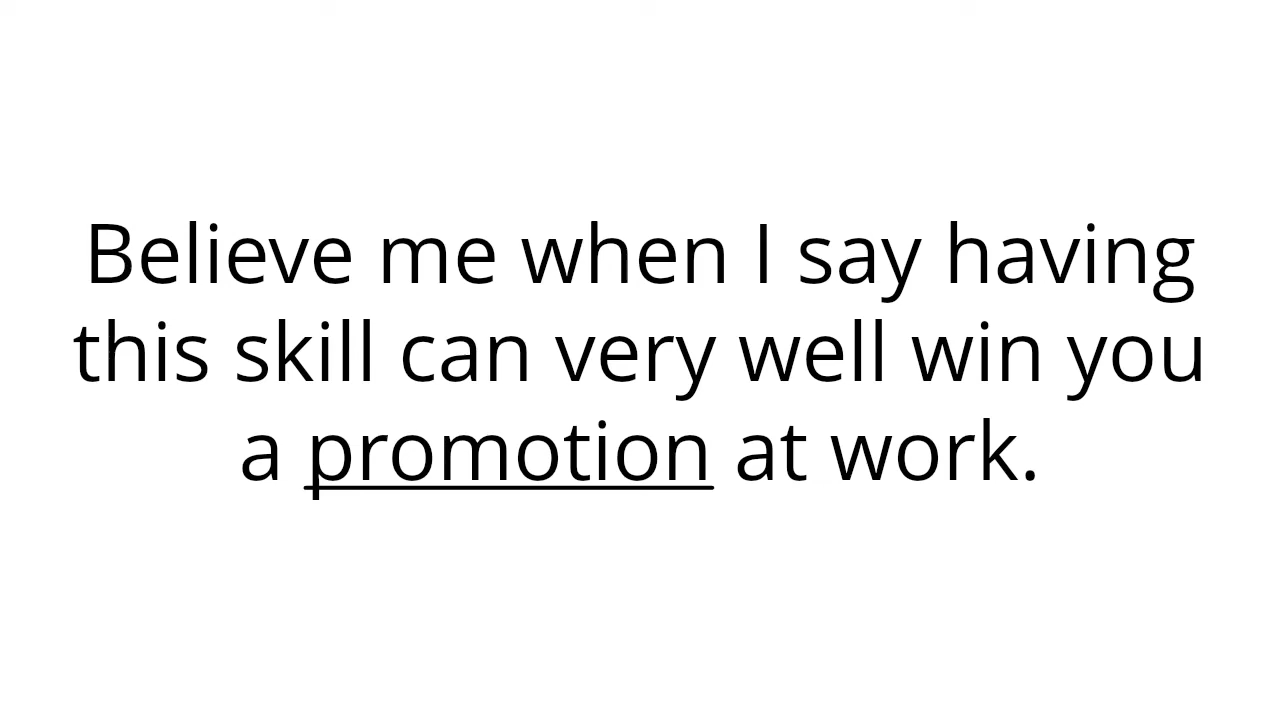 Believe me when I say having
this skill can very well win you
a promotion at work.